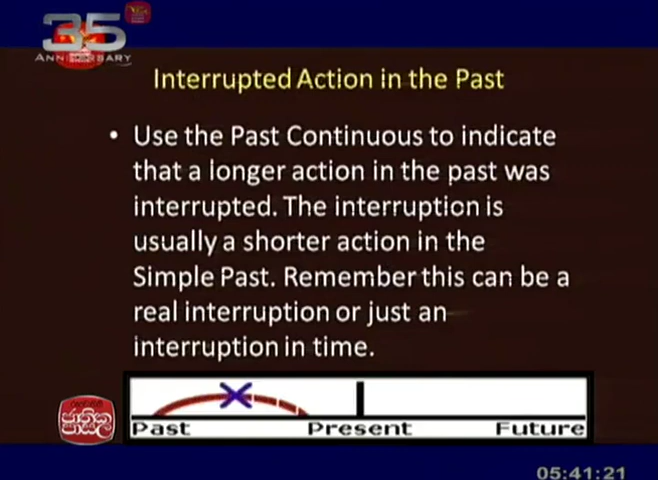 35
ANNIVERSARY
Interrupted Action in the Past
• Use the Past Continuous to indicate
that a longer action in the past was
interrupted. The interruption is
usually a shorter action in the
Simple Past. Remember this can be a
real interruption or just an
interruption in time.
Past Present Future
ජාතික
පාසල
05:41:21